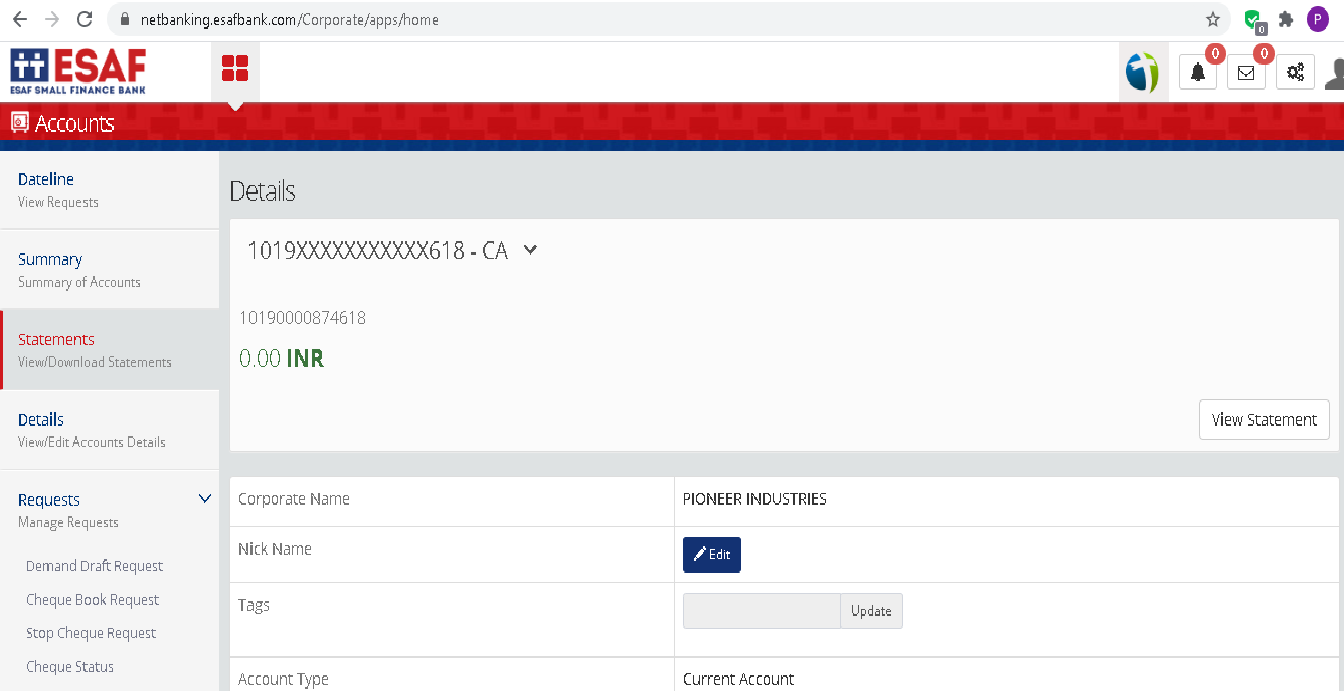 netbanking.esafbank.com/Corporate/apps/home
0
P
ESAF
ESAF SMALL FINANCE BANK
0
0
Accounts
Dateline
View Requests
Summary
Summary of Accounts
Statements
View/Download Statements
Details
View/Edit Accounts Details
Requests
Manage Requests
Demand Draft Request
Cheque Book Request
Stop Cheque Request
Cheque Status
Details
1019XXXXXXXXXXX618 - CA
10190000874618
0.00 INR
View Statement
Corporate Name PIONEER INDUSTRIES
Nick Name Edit
Tags Update
Account Type Current Account